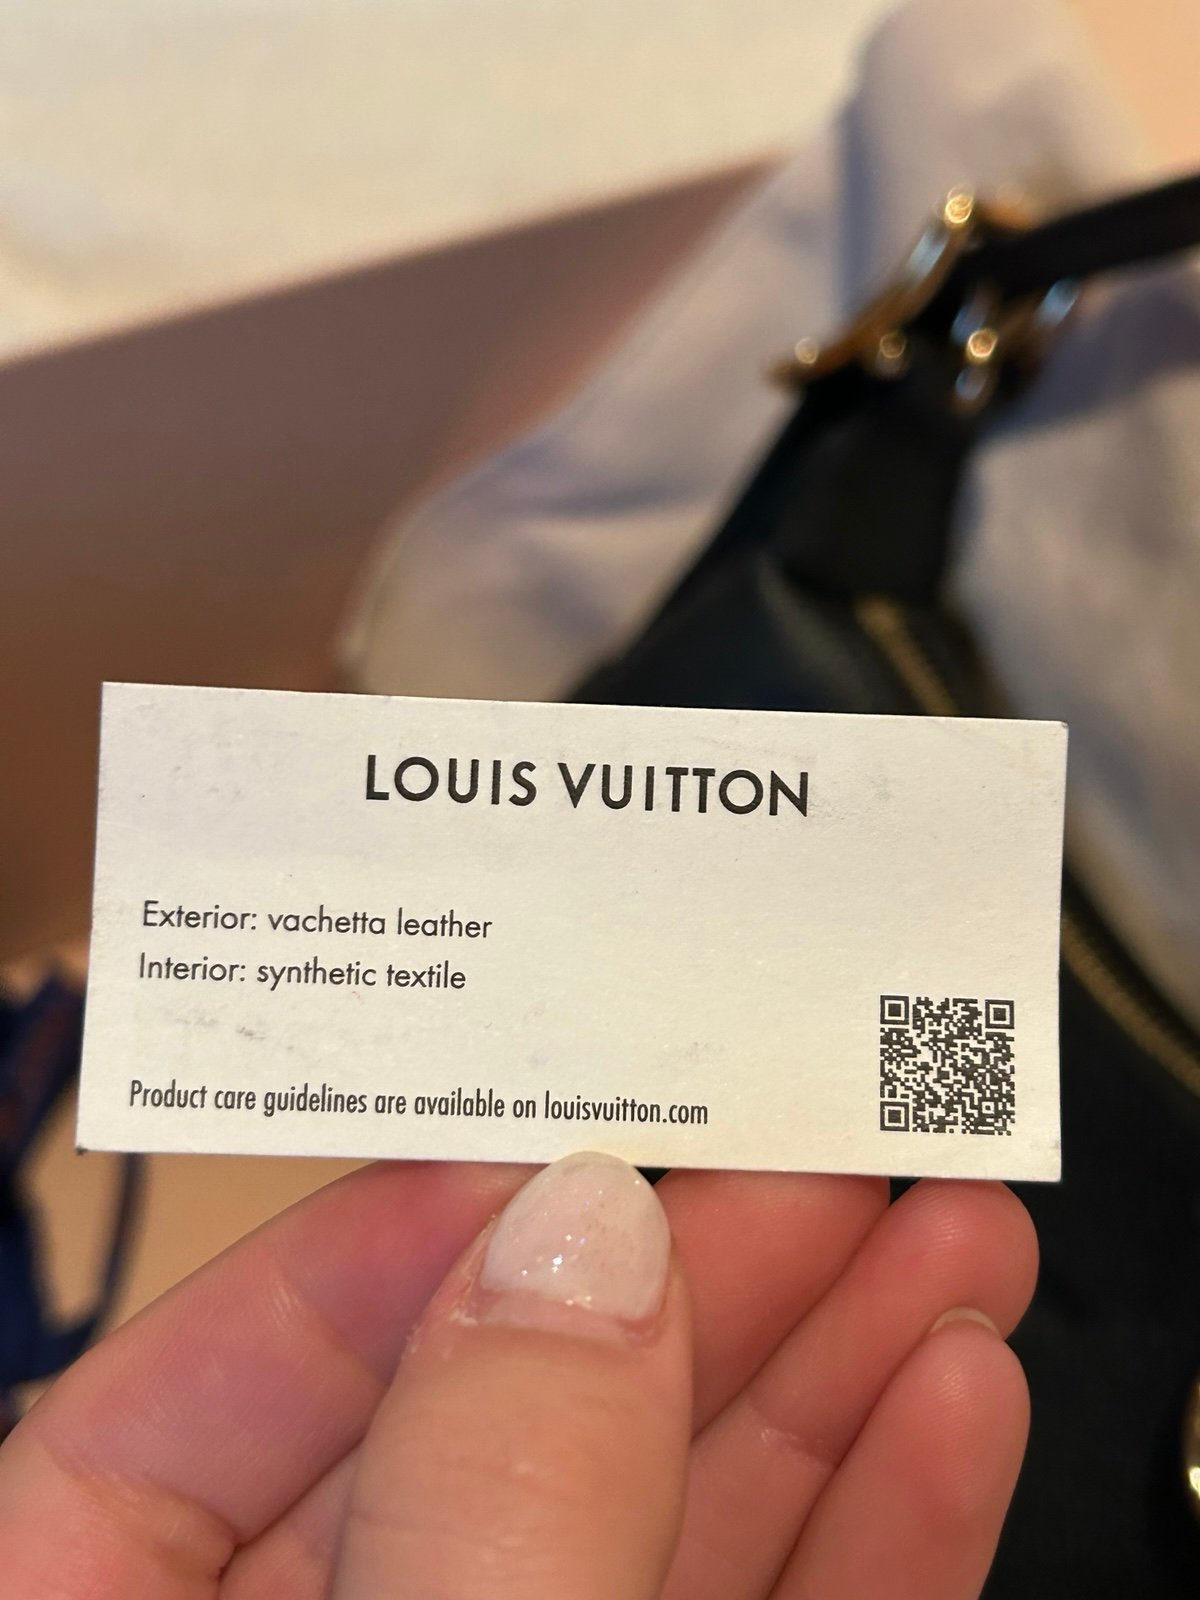 LOUIS VUITTON
Exterior: vachetta leather
Interior: synthetic textile
Product care guidelines are available on louisvuitton.com